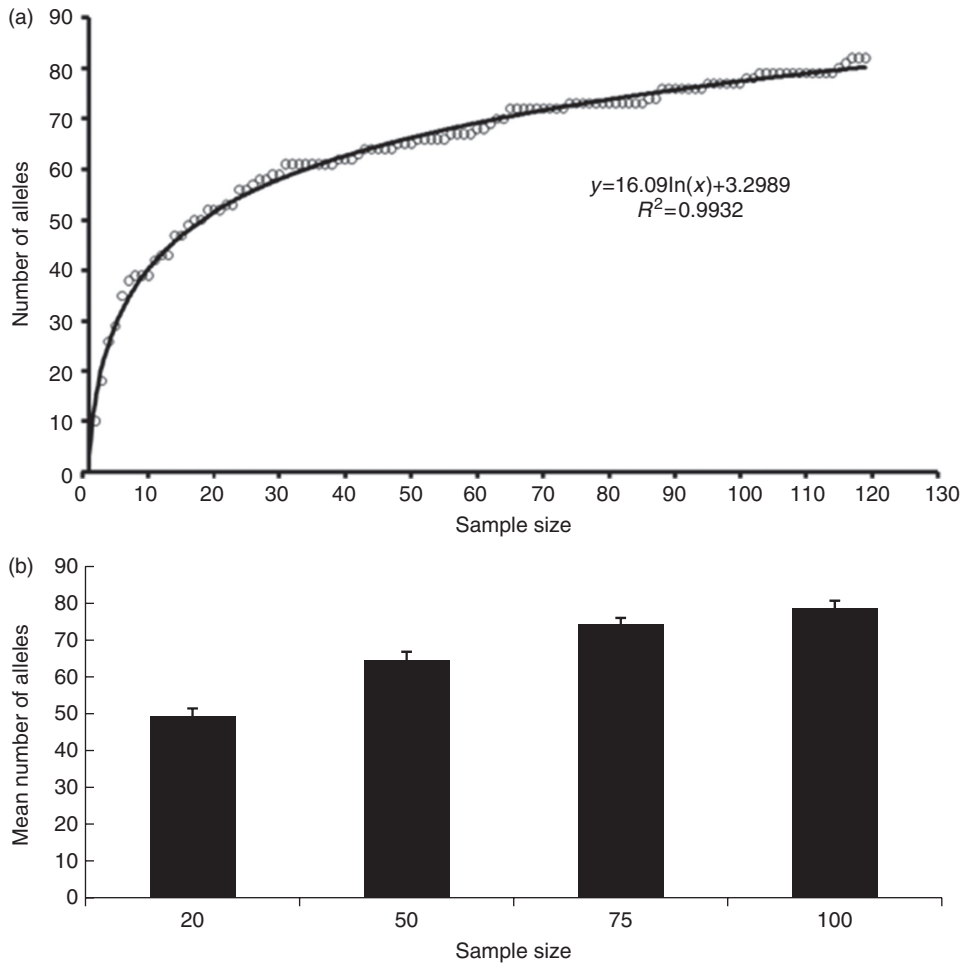 (a)
90
80
70
60
50
40
30
20
10
0
Number of alleles
y=16.09ln(x)+3.2989
R²=0.9932
0 10 20 30 40 50 60 70 80 90 100 110 120 130
Sample size
(b)
90
80
70
60
50
40
30
20
10
0
Mean number of alleles
20 50 75 100
Sample size